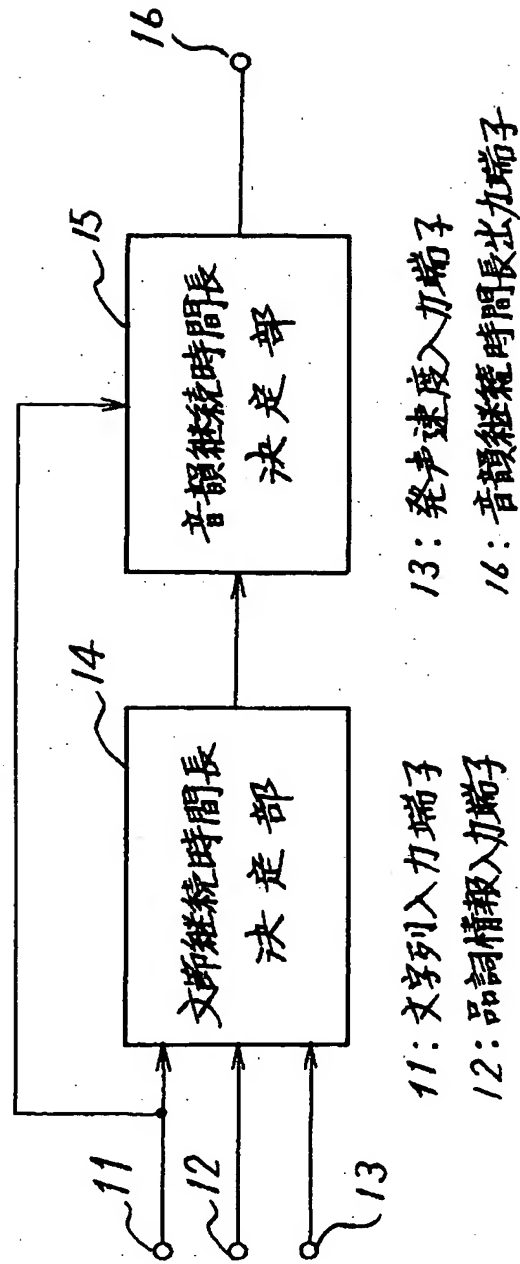 11
12
13
14
文節継続時間長
決定部
15
音韻継続時間長
決定部
16
11:文字列入力端子
12:品詞情報入力端子
13:発声速度入力端子
16:音韻継続時間長出力端子